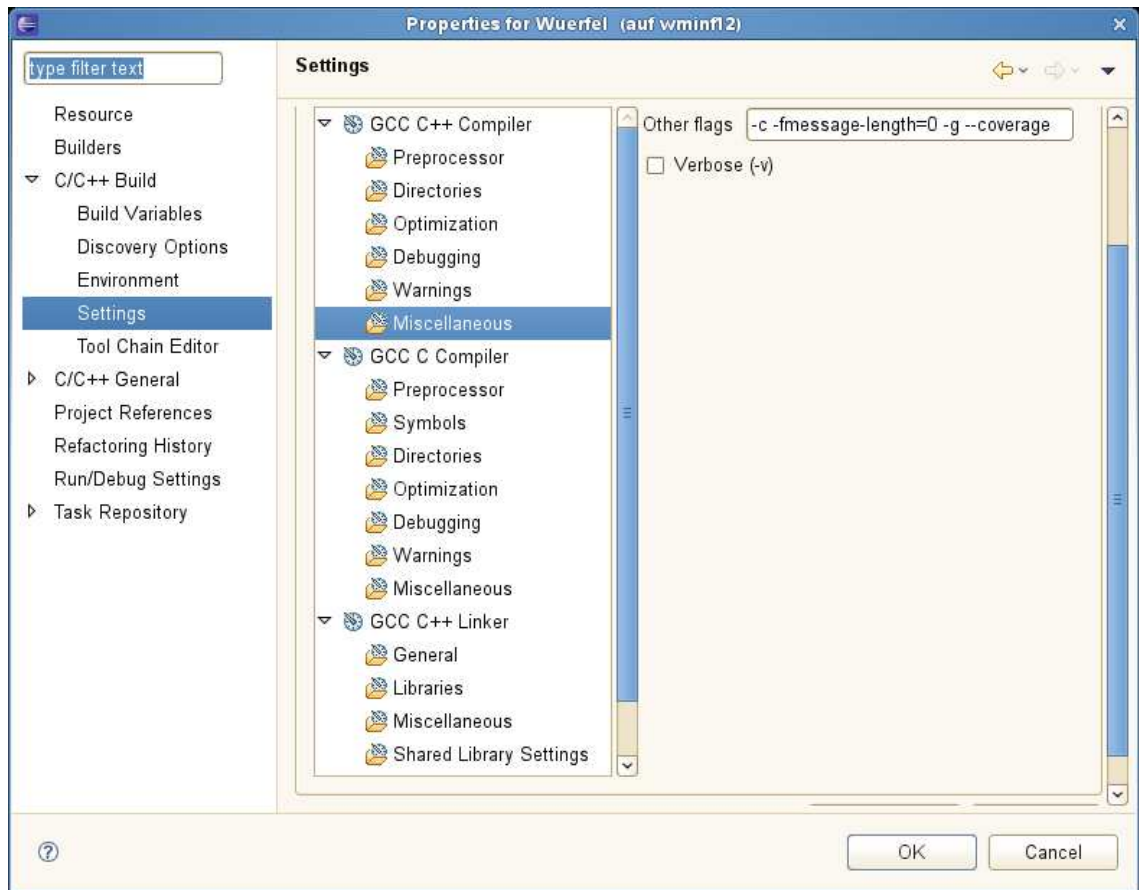 Properties for Wuerfel (auf wminf12)
type filter text
Resource
Builders
C/C++ Build
Build Variables
Discovery Options
Environment
Settings
Tool Chain Editor
C/C++ General
Project References
Refactoring History
Run/Debug Settings
Task Repository
Settings
GCC C++ Compiler
Preprocessor
Directories
Optimization
Debugging
Warnings
Miscellaneous
GCC C Compiler
Preprocessor
Symbols
Directories
Optimization
Debugging
Warnings
Miscellaneous
GCC C++ Linker
General
Libraries
Miscellaneous
Shared Library Settings
Other flags -c -fmessage-length=0 -g --coverage
Verbose (-v)
?
OK
Cancel